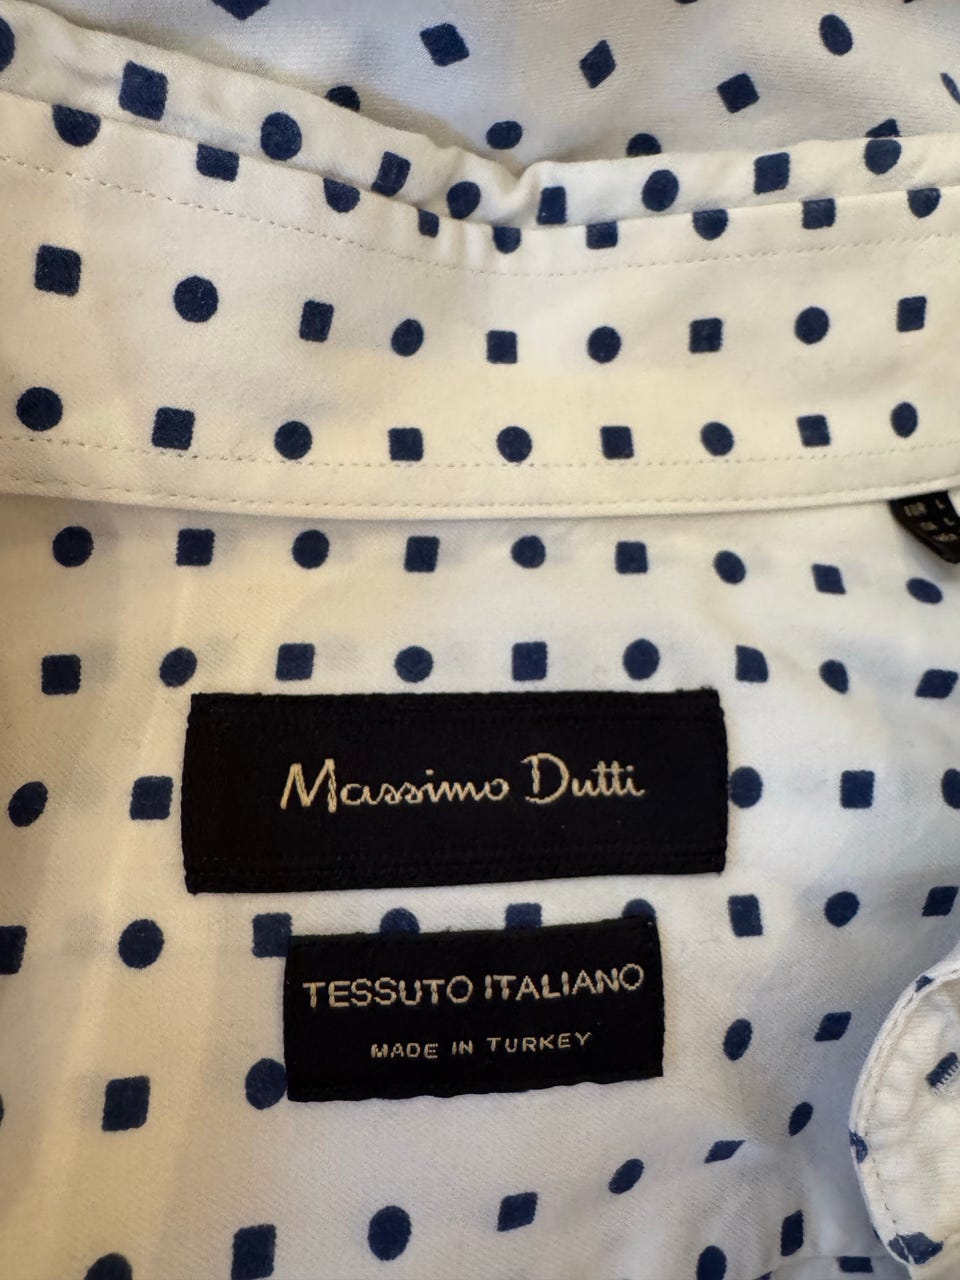 Massimo Dutti
TESSUTO ITALIANO
MADE IN TURKEY